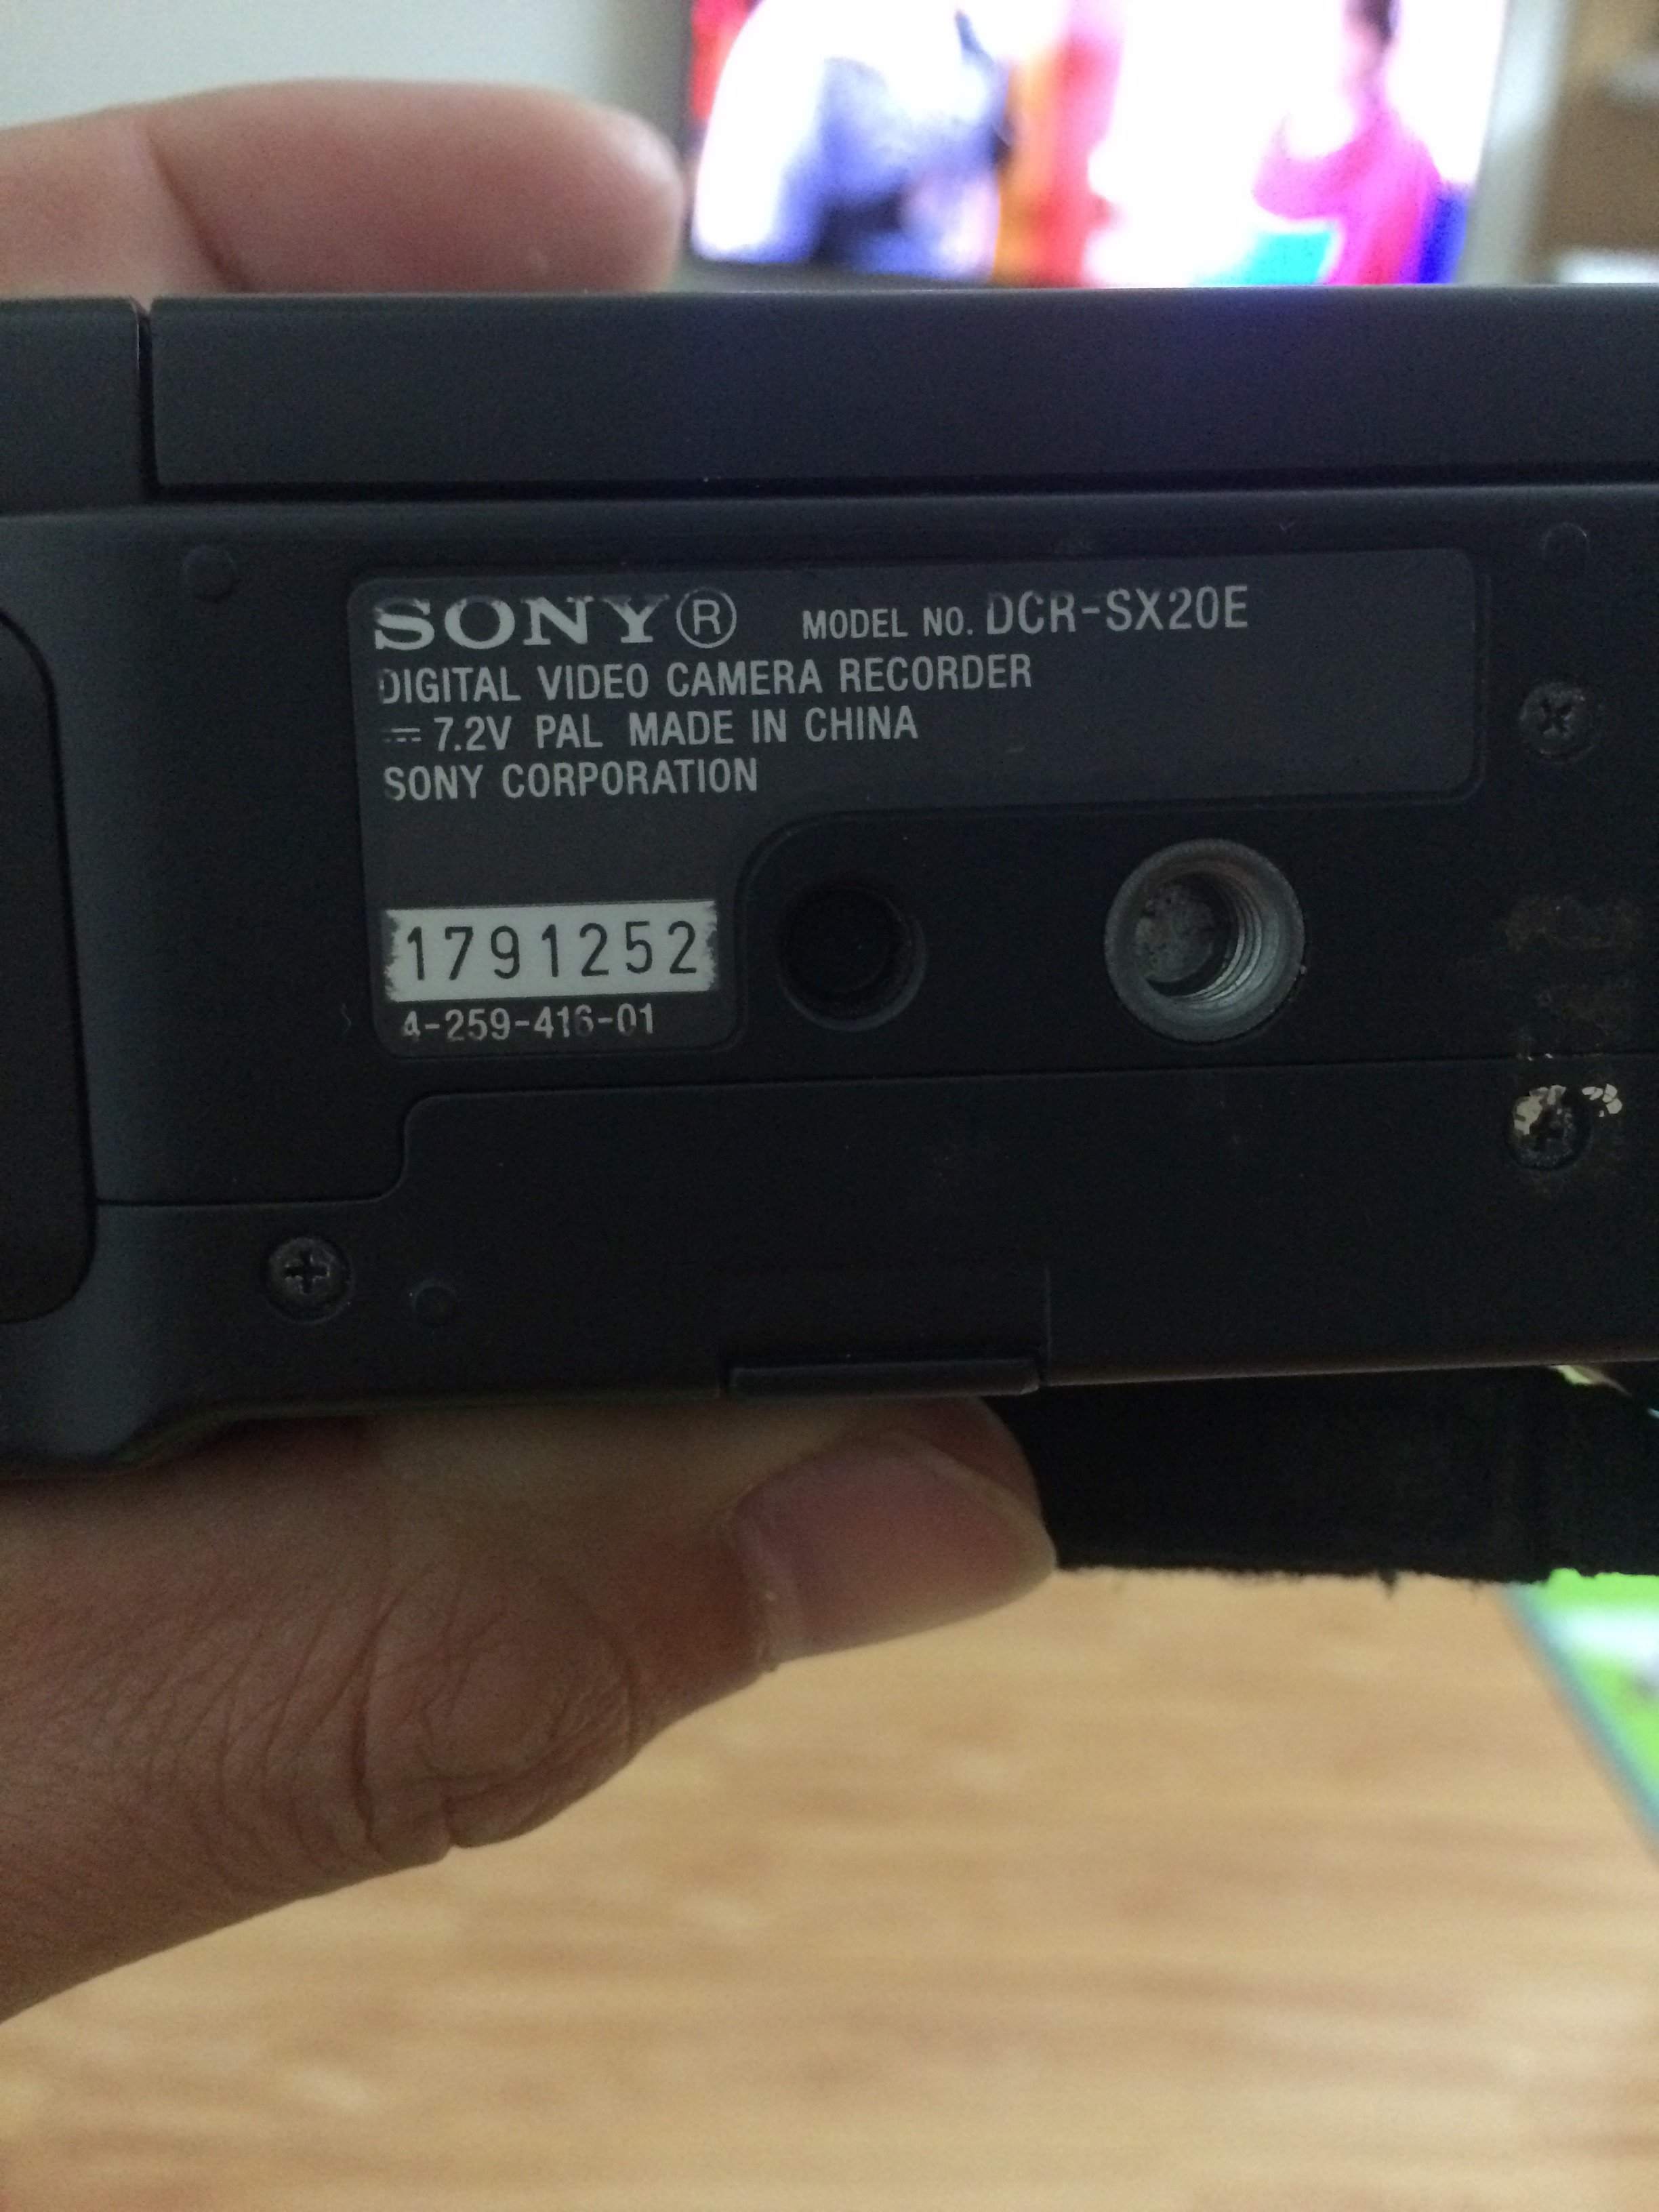 SONY® MODEL NO. DCR-SX20E
DIGITAL VIDEO CAMERA RECORDER
⎓ 7.2V PAL MADE IN CHINA
SONY CORPORATION
1791252
4-259-416-01